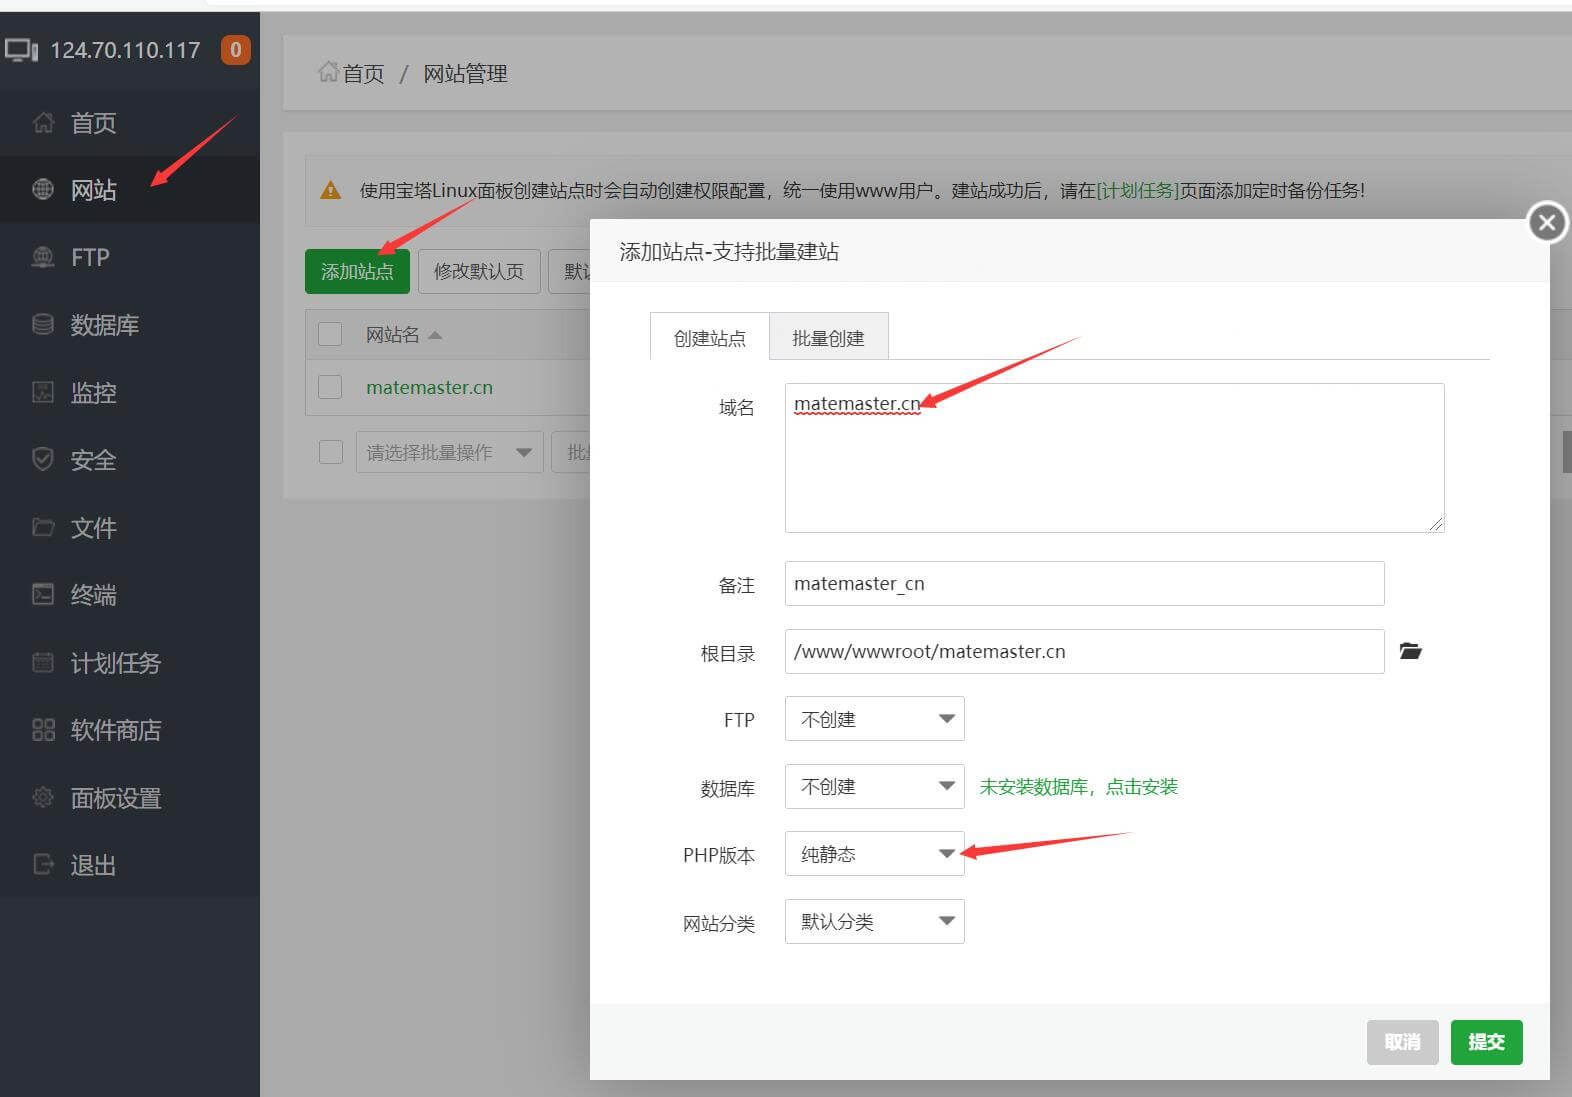 124.70.110.117 0
首页
网站
FTP
数据库
监控
安全
文件
终端
计划任务
软件商店
面板设置
退出
首页 / 网站管理
使用宝塔Linux面板创建站点时会自动创建权限配置，统一使用www用户。建站成功后，请在[计划任务]页面添加定时备份任务!
添加站点 修改默认页 默认
网站名
matemaster.cn
请选择批量操作 批量
添加站点-支持批量建站
创建站点 批量创建
域名 matemaster.cn
备注 matemaster_cn
根目录 /www/wwwroot/matemaster.cn
FTP 不创建
数据库 不创建 未安装数据库，点击安装
PHP版本 纯静态
网站分类 默认分类
取消 提交